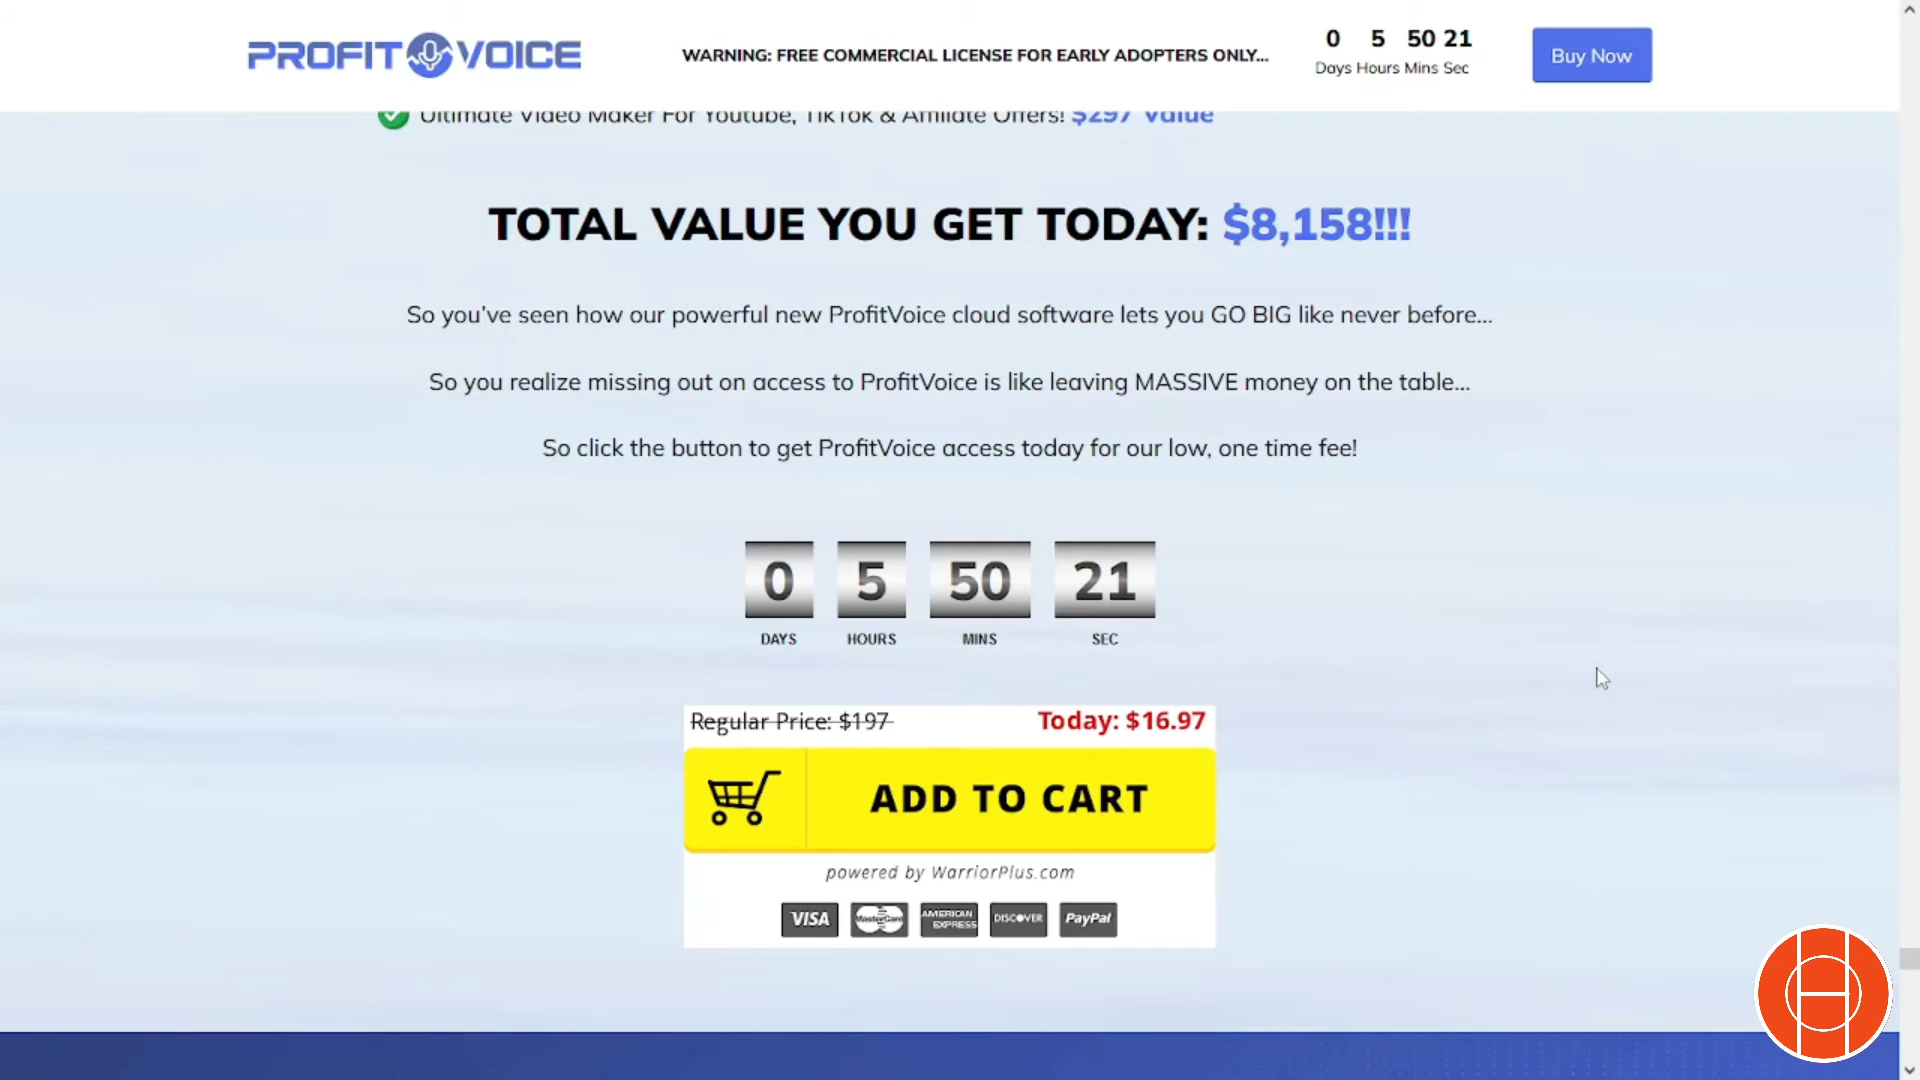 PROFIT VOICE
WARNING: FREE COMMERCIAL LICENSE FOR EARLY ADOPTERS ONLY...
0 5 50 21
Days Hours Mins Sec
Buy Now
Ultimate Video Maker For Youtube, TikTok & Affiliate Offers! $297 Value
TOTAL VALUE YOU GET TODAY: $8,158!!!
So you've seen how our powerful new ProfitVoice cloud software lets you GO BIG like never before...
So you realize missing out on access to ProfitVoice is like leaving MASSIVE money on the table...
So click the button to get ProfitVoice access today for our low, one time fee!
0 5 50 21
DAYS HOURS MINS SEC
Regular Price: $197 Today: $16.97
ADD TO CART
powered by WarriorPlus.com
VISA MasterCard AMERICAN EXPRESS DISCOVER PayPal